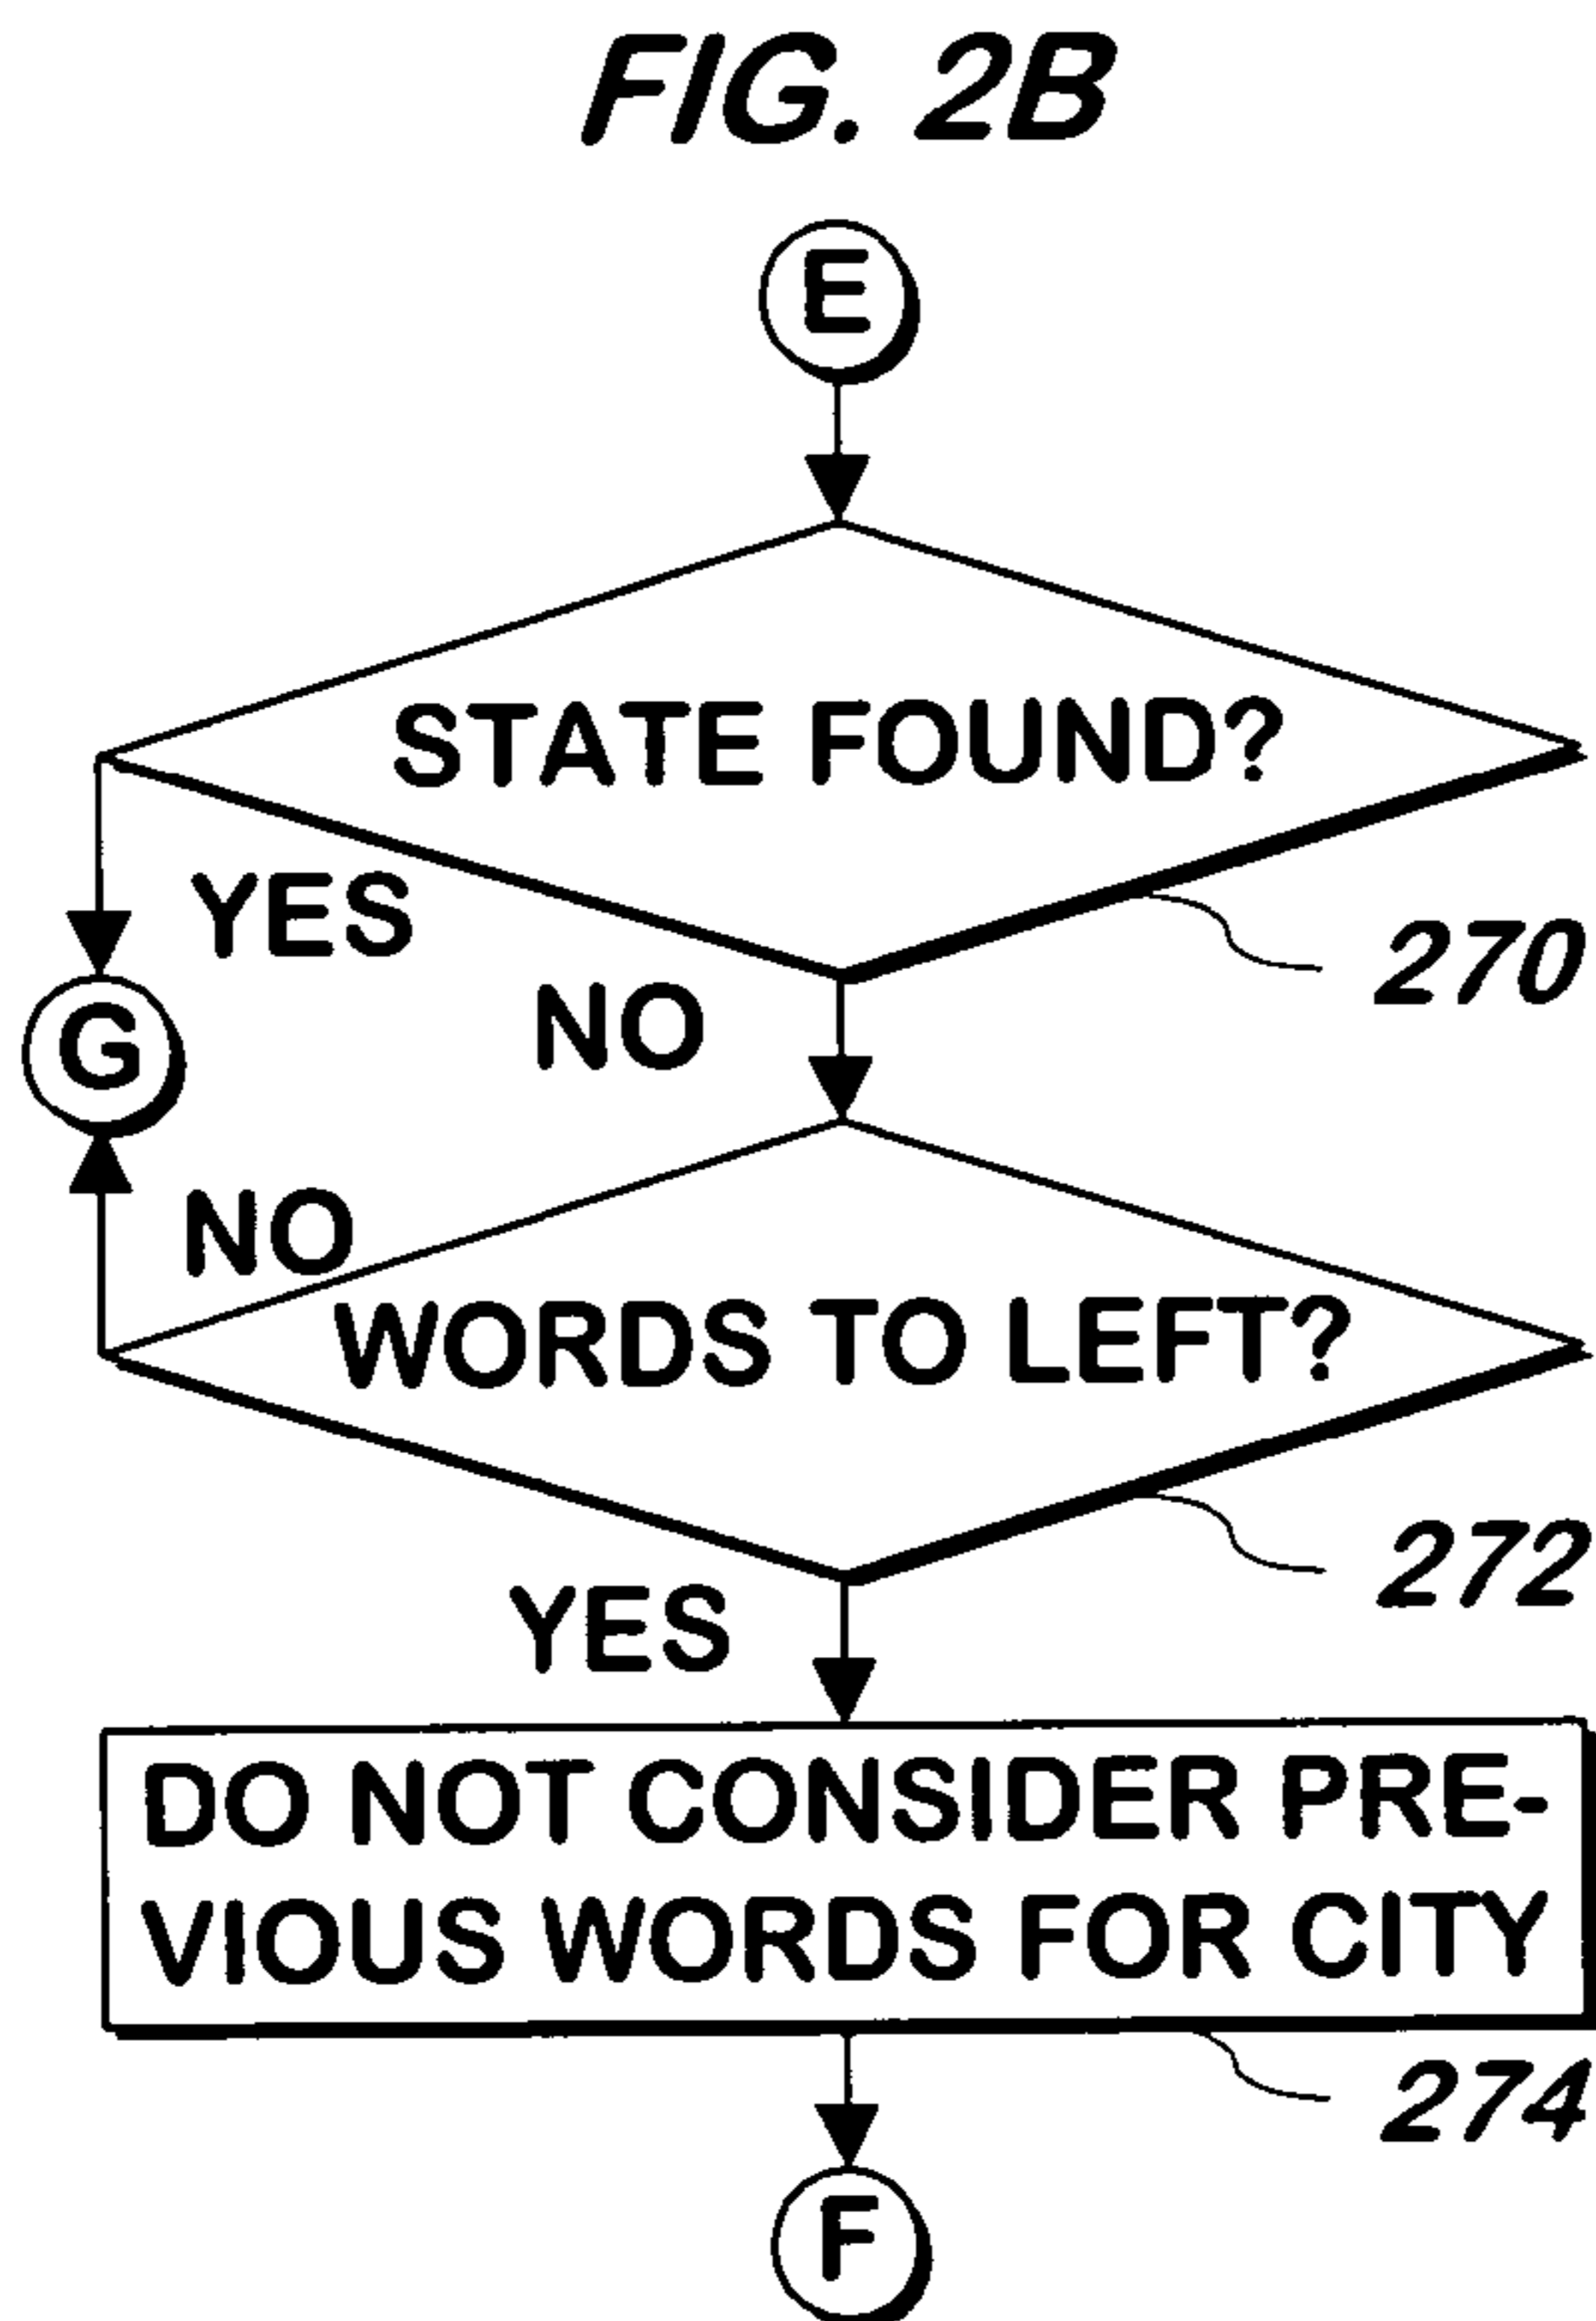 FIG. 2B
E
STATE FOUND?
YES
270
NO
G
NO
WORDS TO LEFT?
272
YES
DO NOT CONSIDER PRE-
VIOUS WORDS FOR CITY
274
F